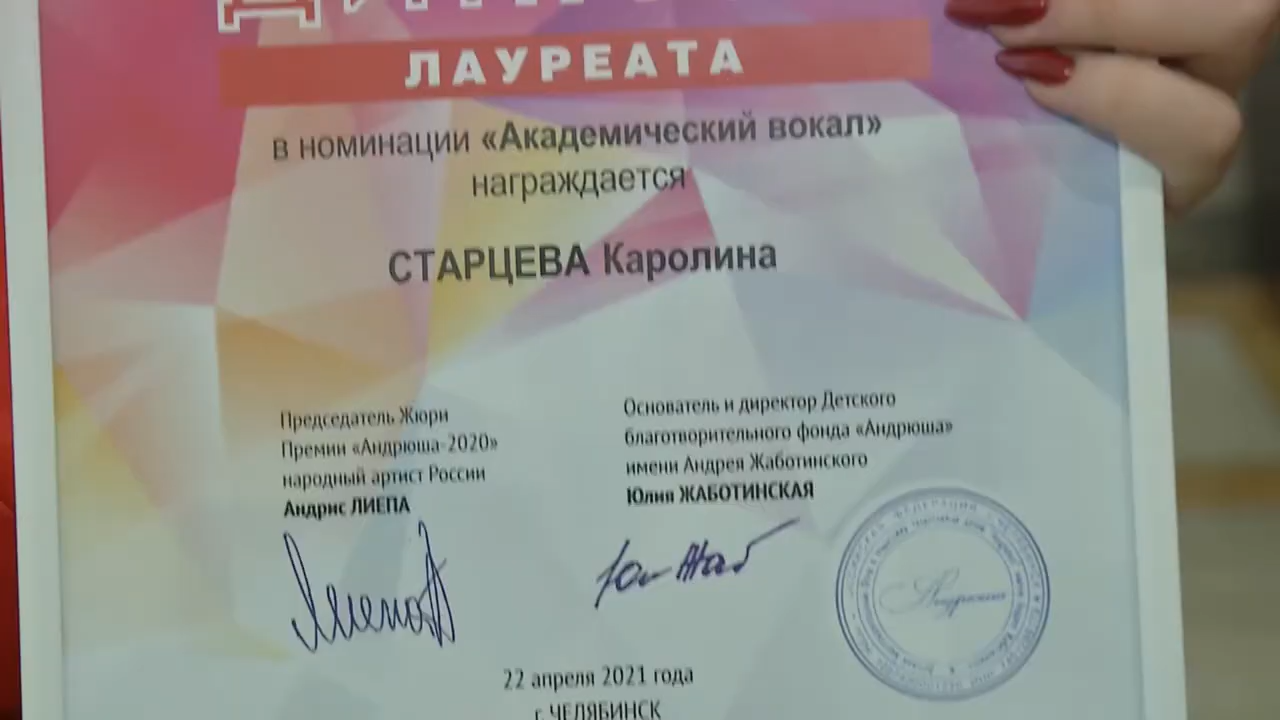 ЛАУРЕАТА
в номинации «Академический вокал»
награждается
СТАРЦЕВА Каролина
Председатель Жюри
Премии «Андрюша-2020»
народный артист России
Андрис ЛИЕПА
Основатель и директор Детского
благотворительного фонда «Андрюша»
имени Андрея Жаботинского
Юлия ЖАБОТИНСКАЯ
Андрюша
22 апреля 2021 года
г. ЧЕЛЯБИНСК